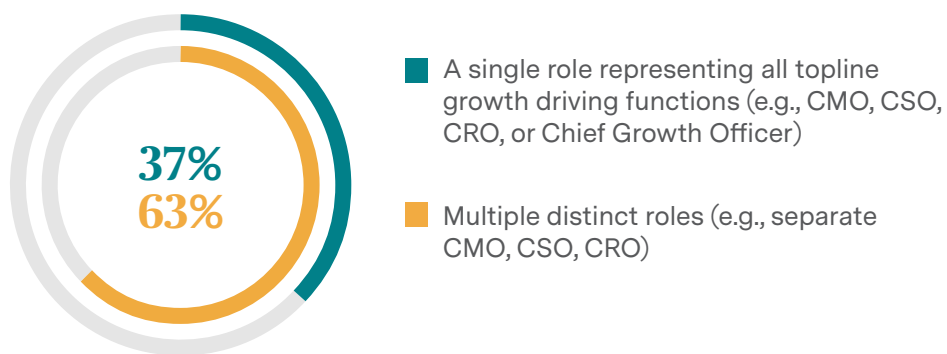 37%
63%
A single role representing all topline
growth driving functions (e.g., CMO, CSO,
CRO, or Chief Growth Officer)
Multiple distinct roles (e.g., separate
CMO, CSO, CRO)